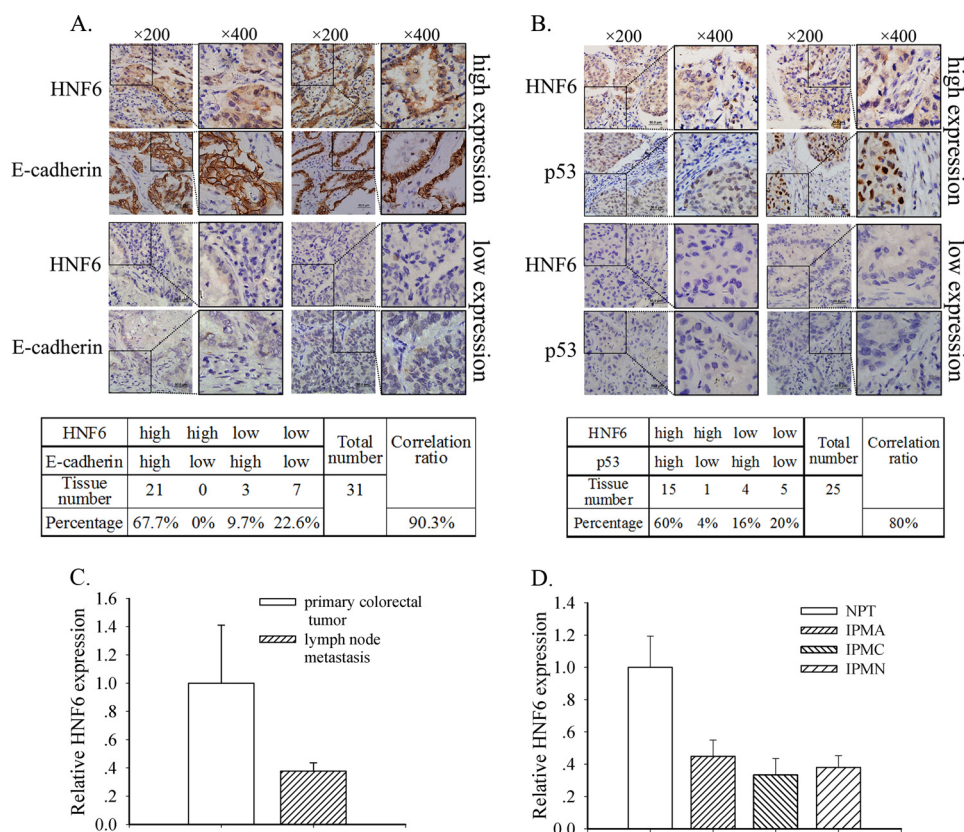 A.
×200 ×400 ×200 ×400
HNF6
E-cadherin
high expression
HNF6
E-cadherin
low expression
HNF6 high high low low Total number Correlation ratio
E-cadherin high low high low
Tissue number 21 0 3 7 31
Percentage 67.7% 0% 9.7% 22.6% 90.3%
B.
×200 ×400 ×200 ×400
HNF6
p53
high expression
HNF6
p53
low expression
HNF6 high high low low Total number Correlation ratio
p53 high low high low
Tissue number 15 1 4 5 25
Percentage 60% 4% 16% 20% 80%
C.
Relative HNF6 expression
1.6
1.4
1.2
1.0
.8
.6
.4
.2
0.0
primary colorectal
tumor
lymph node
metastasis
D.
Relative HNF6 expression
1.4
1.2
1.0
.8
.6
.4
.2
0.0
NPT
IPMA
IPMC
IPMN